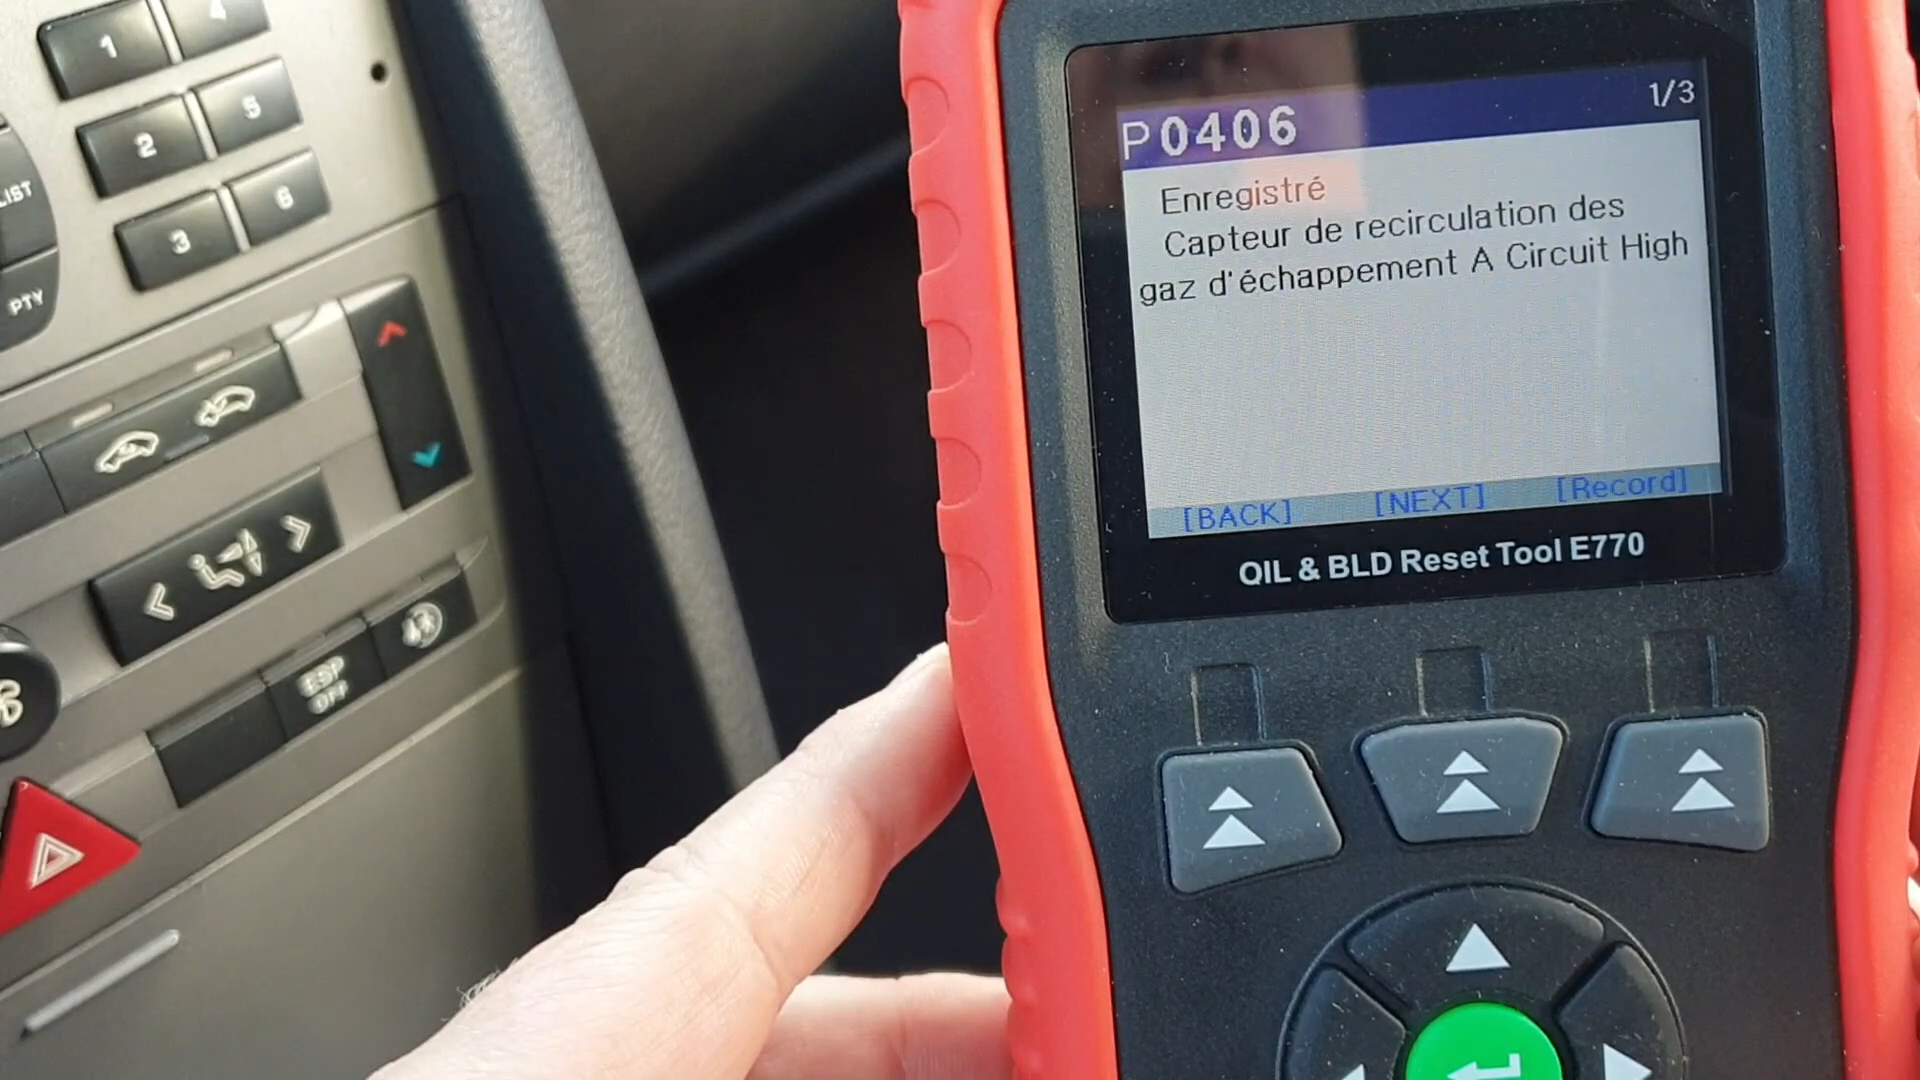 1
4
2
5
3
6
LIST
PTY
ESP
OFF
P0406
1/3
Enregistré
Capteur de recirculation des
gaz d'échappement A Circuit High
[BACK] [NEXT] [Record]
OIL & BLD Reset Tool E770